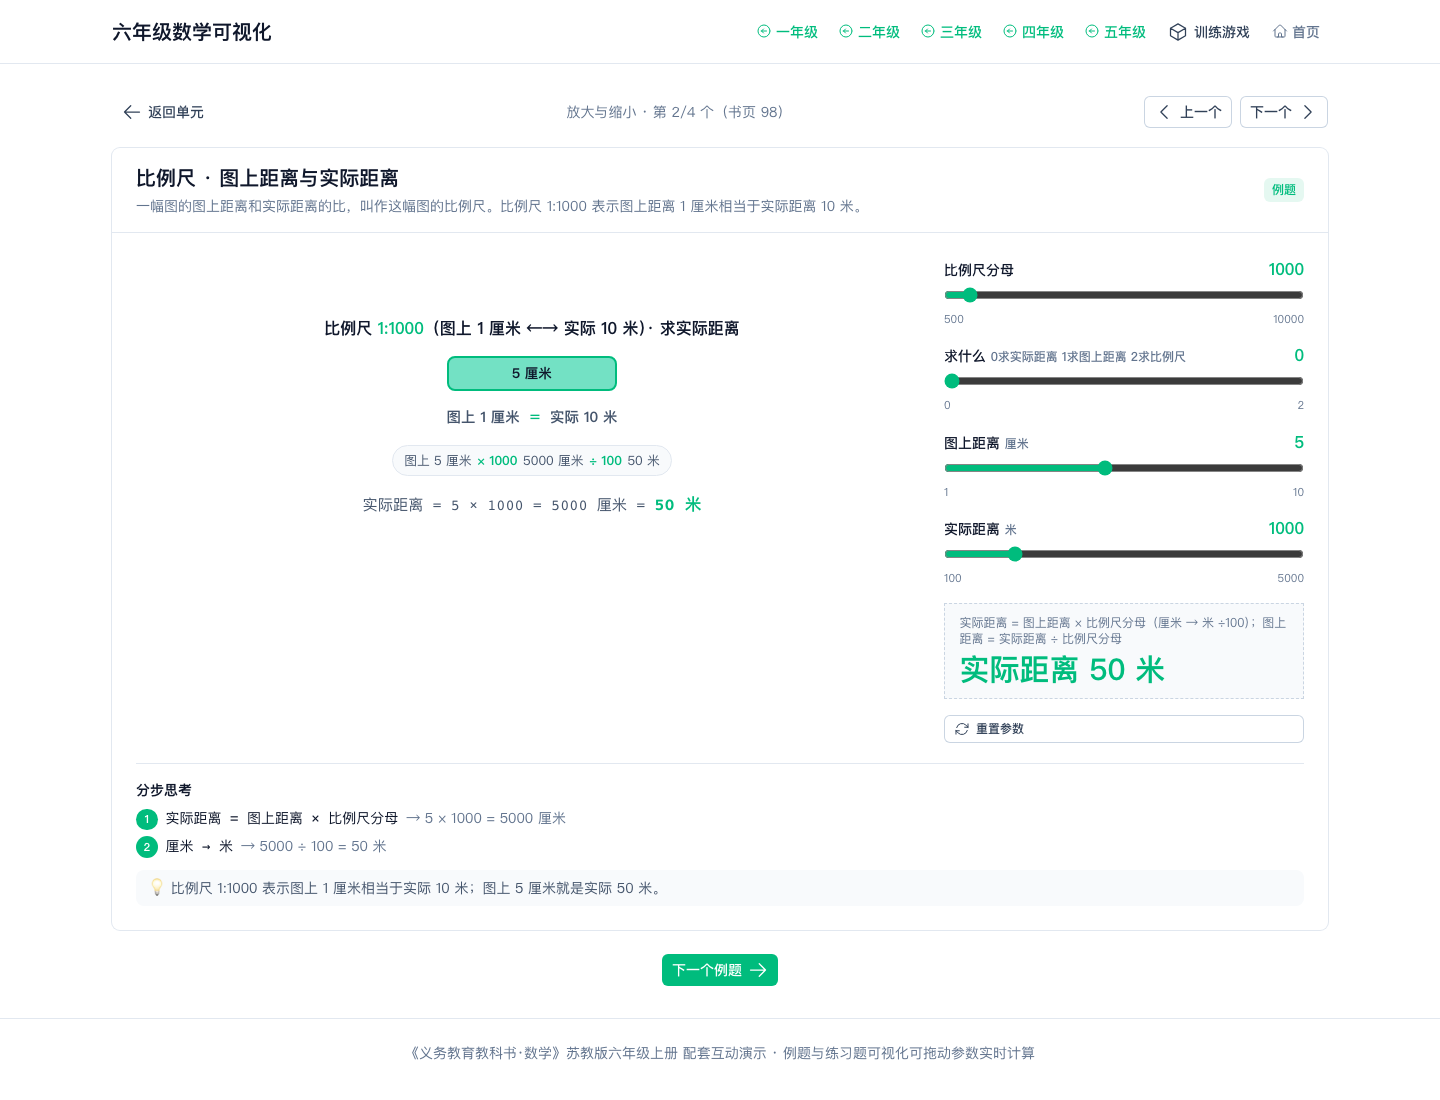 六年级数学可视化
一年级 二年级 三年级 四年级 五年级 训练游戏 首页
返回单元
放大与缩小 · 第 2/4 个（书页 98）
上一个
下一个
比例尺 · 图上距离与实际距离
一幅图的图上距离和实际距离的比，叫作这幅图的比例尺。比例尺 1:1000 表示图上距离 1 厘米相当于实际距离 10 米。
例题
比例尺 1:1000（图上 1 厘米 ⟷ 实际 10 米）· 求实际距离
5 厘米
图上 1 厘米 = 实际 10 米
图上 5 厘米 × 1000 5000 厘米 ÷ 100 50 米
实际距离 = 5 × 1000 = 5000 厘米 = 50 米
比例尺分母 1000
500 10000
求什么 0求实际距离 1求图上距离 2求比例尺 0
0 2
图上距离 厘米 5
1 10
实际距离 米 1000
100 5000
实际距离 = 图上距离 × 比例尺分母（厘米 → 米 ÷100）；图上
距离 = 实际距离 ÷ 比例尺分母
实际距离 50 米
重置参数
分步思考
1 实际距离 = 图上距离 × 比例尺分母 → 5 × 1000 = 5000 厘米
2 厘米 → 米 → 5000 ÷ 100 = 50 米
💡 比例尺 1:1000 表示图上 1 厘米相当于实际 10 米；图上 5 厘米就是实际 50 米。
下一个例题 →
《义务教育教科书·数学》苏教版六年级上册 配套互动演示 · 例题与练习题可视化可拖动参数实时计算